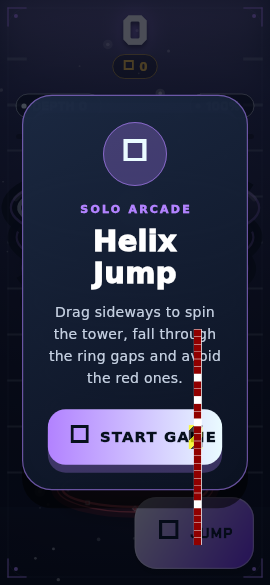 0
0
SOLO ARCADE
Helix
Jump
Drag sideways to spin
the tower, fall through
the ring gaps and avoid
the red ones.
START GAME
JUMP